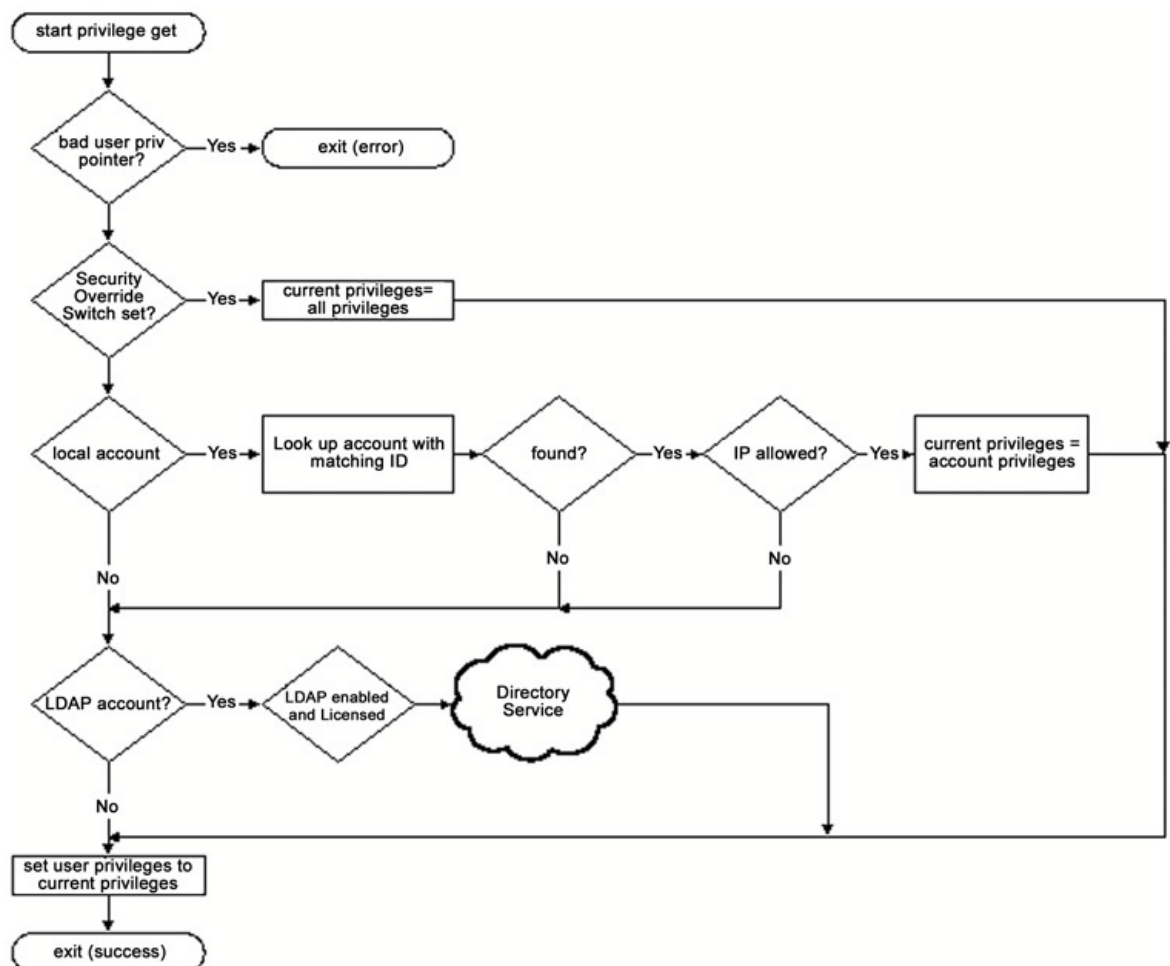 start privilege get
bad user priv
pointer?
Yes
exit (error)
Security
Override
Switch set?
Yes
current privileges=
all privileges
local account
Yes
Look up account with
matching ID
found?
Yes
IP allowed?
Yes
current privileges =
account privileges
No
No
No
LDAP account?
Yes
LDAP enabled
and Licensed
Directory
Service
No
set user privileges to
current privileges
exit (success)